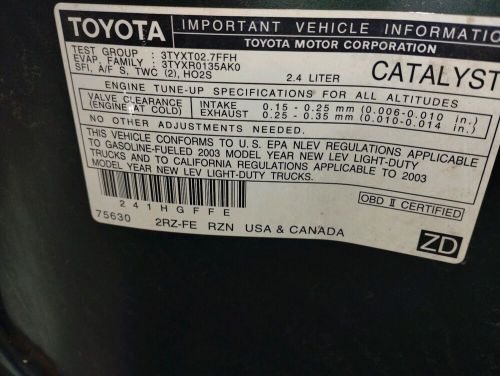 TOYOTA IMPORTANT VEHICLE INFORMATIO
TOYOTA MOTOR CORPORATION
TEST GROUP : 3TYXT02.7FFH
EVAP. FAMILY : 3TYXR0135AK0
SFI, A/F S, TWC (2), HO2S 2.4 LITER CATALYST
ENGINE TUNE-UP SPECIFICATIONS FOR ALL ALTITUDES
VALVE CLEARANCE (ENGINE AT COLD)
INTAKE 0.15 - 0.25 mm (0.006-0.010 in.)
EXHAUST 0.25 - 0.35 mm (0.010-0.014 in.)
NO OTHER ADJUSTMENTS NEEDED.
THIS VEHICLE CONFORMS TO U.S. EPA NLEV REGULATIONS APPLICABLE
TO GASOLINE-FUELED 2003 MODEL YEAR NEW LEV LIGHT-DUTY
TRUCKS AND TO CALIFORNIA REGULATIONS APPLICABLE TO 2003
MODEL YEAR NEW LEV LIGHT-DUTY TRUCKS.
241HGFFE
OBD II CERTIFIED
75630 2RZ-FE RZN USA & CANADA
ZD